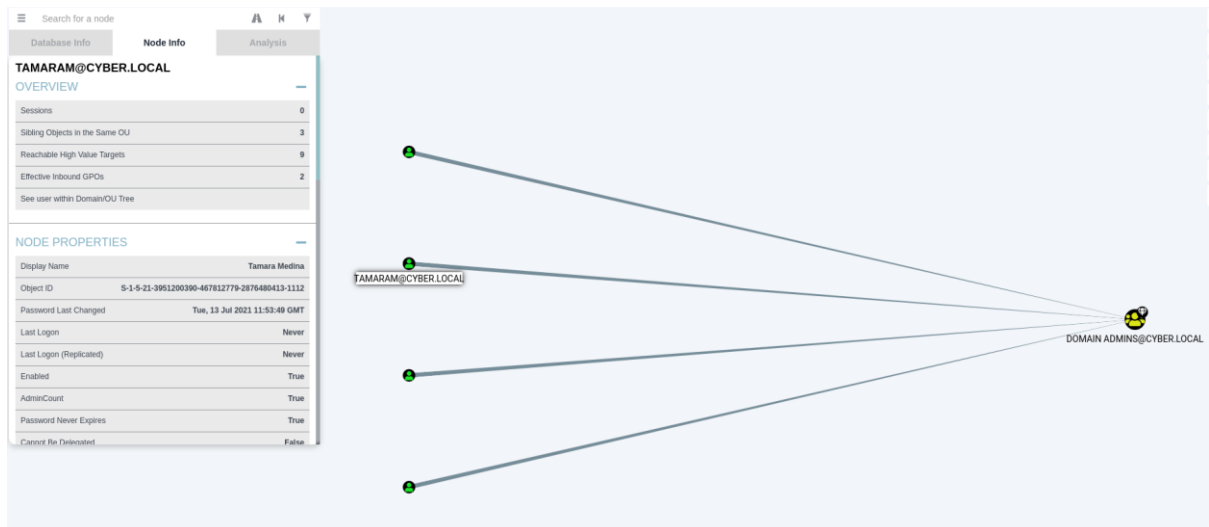 Search for a node
Database Info Node Info Analysis
TAMARAM@CYBER.LOCAL
OVERVIEW
Sessions 0
Sibling Objects in the Same OU 3
Reachable High Value Targets 9
Effective Inbound GPOs 2
See user within Domain/OU Tree
NODE PROPERTIES
Display Name Tamara Medina
Object ID S-1-5-21-3951200390-467812779-2876480413-1112
Password Last Changed Tue, 13 Jul 2021 11:53:49 GMT
Last Logon Never
Last Logon (Replicated) Never
Enabled True
AdminCount True
Password Never Expires True
Cannot Be Delegated False
TAMARAM@CYBER.LOCAL
DOMAIN ADMINS@CYBER.LOCAL